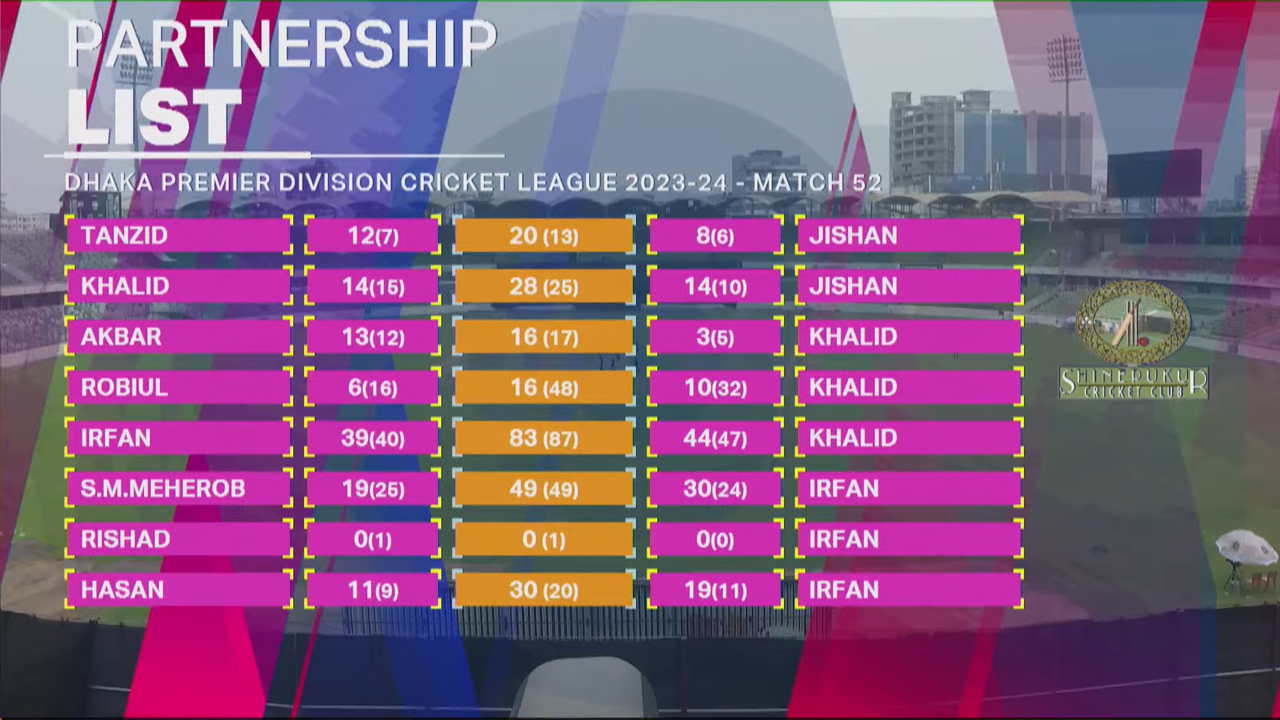 PARTNERSHIP
LIST
DHAKA PREMIER DIVISION CRICKET LEAGUE 2023-24 - MATCH 52
TANZID 12(7) 20 (13) 8(6) JISHAN
KHALID 14(15) 28 (25) 14(10) JISHAN
AKBAR 13(12) 16 (17) 3(5) KHALID
ROBIUL 6(16) 16 (48) 10(32) KHALID
IRFAN 39(40) 83 (87) 44(47) KHALID
S.M.MEHEROB 19(25) 49 (49) 30(24) IRFAN
RISHAD 0(1) 0 (1) 0(0) IRFAN
HASAN 11(9) 30 (20) 19(11) IRFAN
SHINEPUKUR
CRICKET CLUB